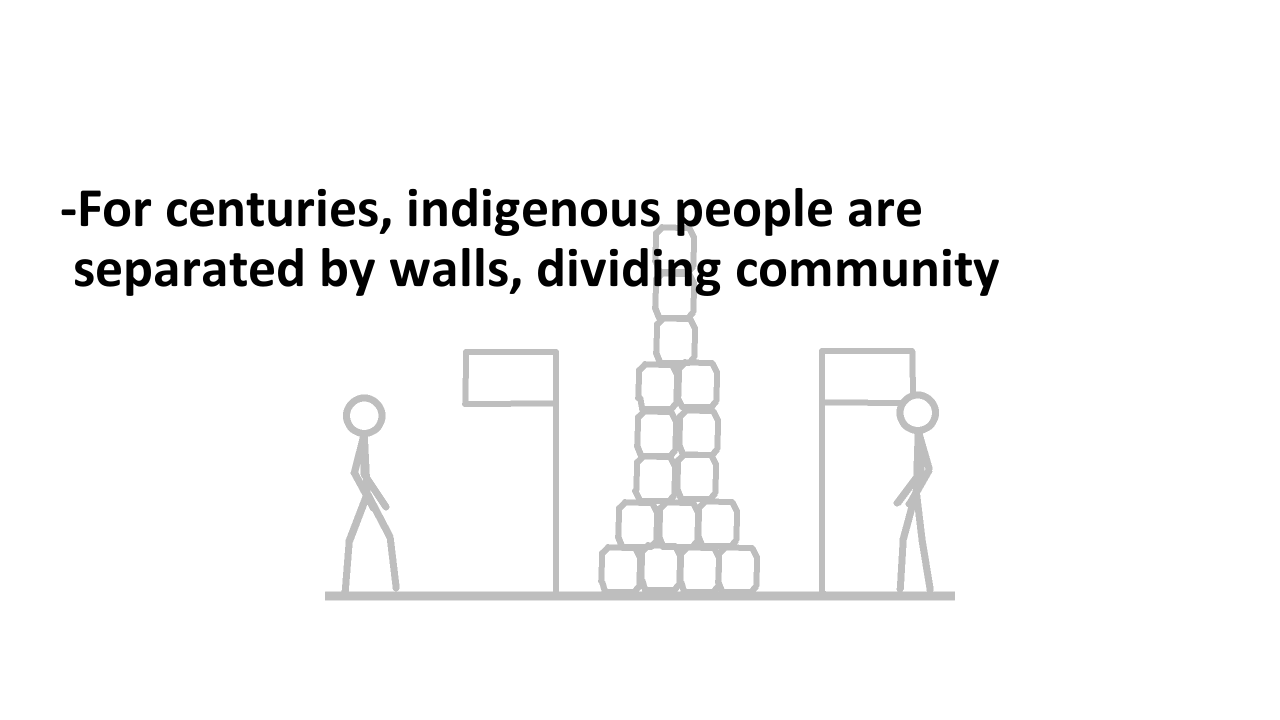 -For centuries, indigenous people are
separated by walls, dividing community